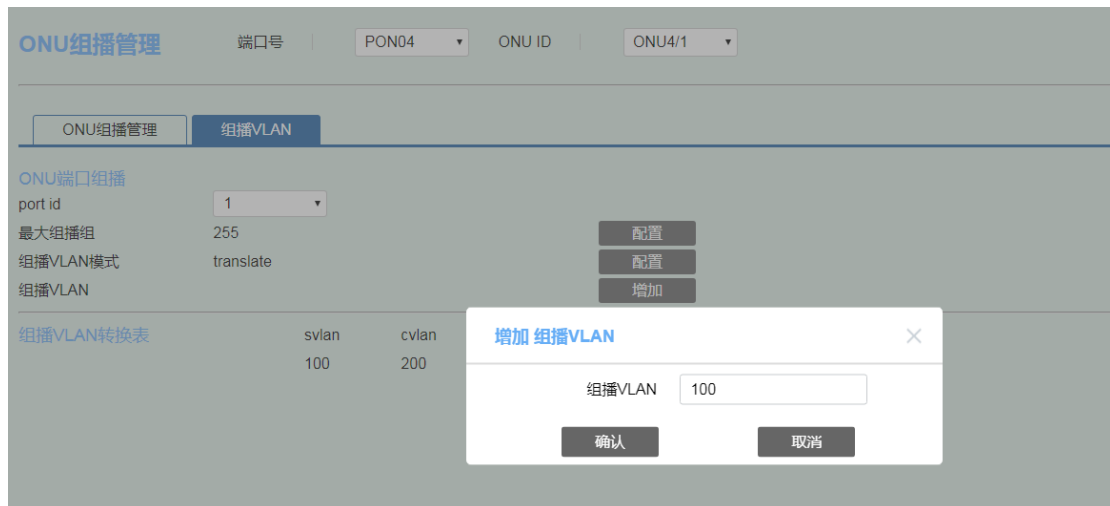 ONU组播管理 端口号 PON04 ONU ID ONU4/1
ONU组播管理 组播VLAN
ONU端口组播
port id 1
最大组播组 255 配置
组播VLAN模式 translate 配置
组播VLAN 增加
组播VLAN转换表 svlan cvlan
100 200
增加 组播VLAN
组播VLAN 100
确认 取消